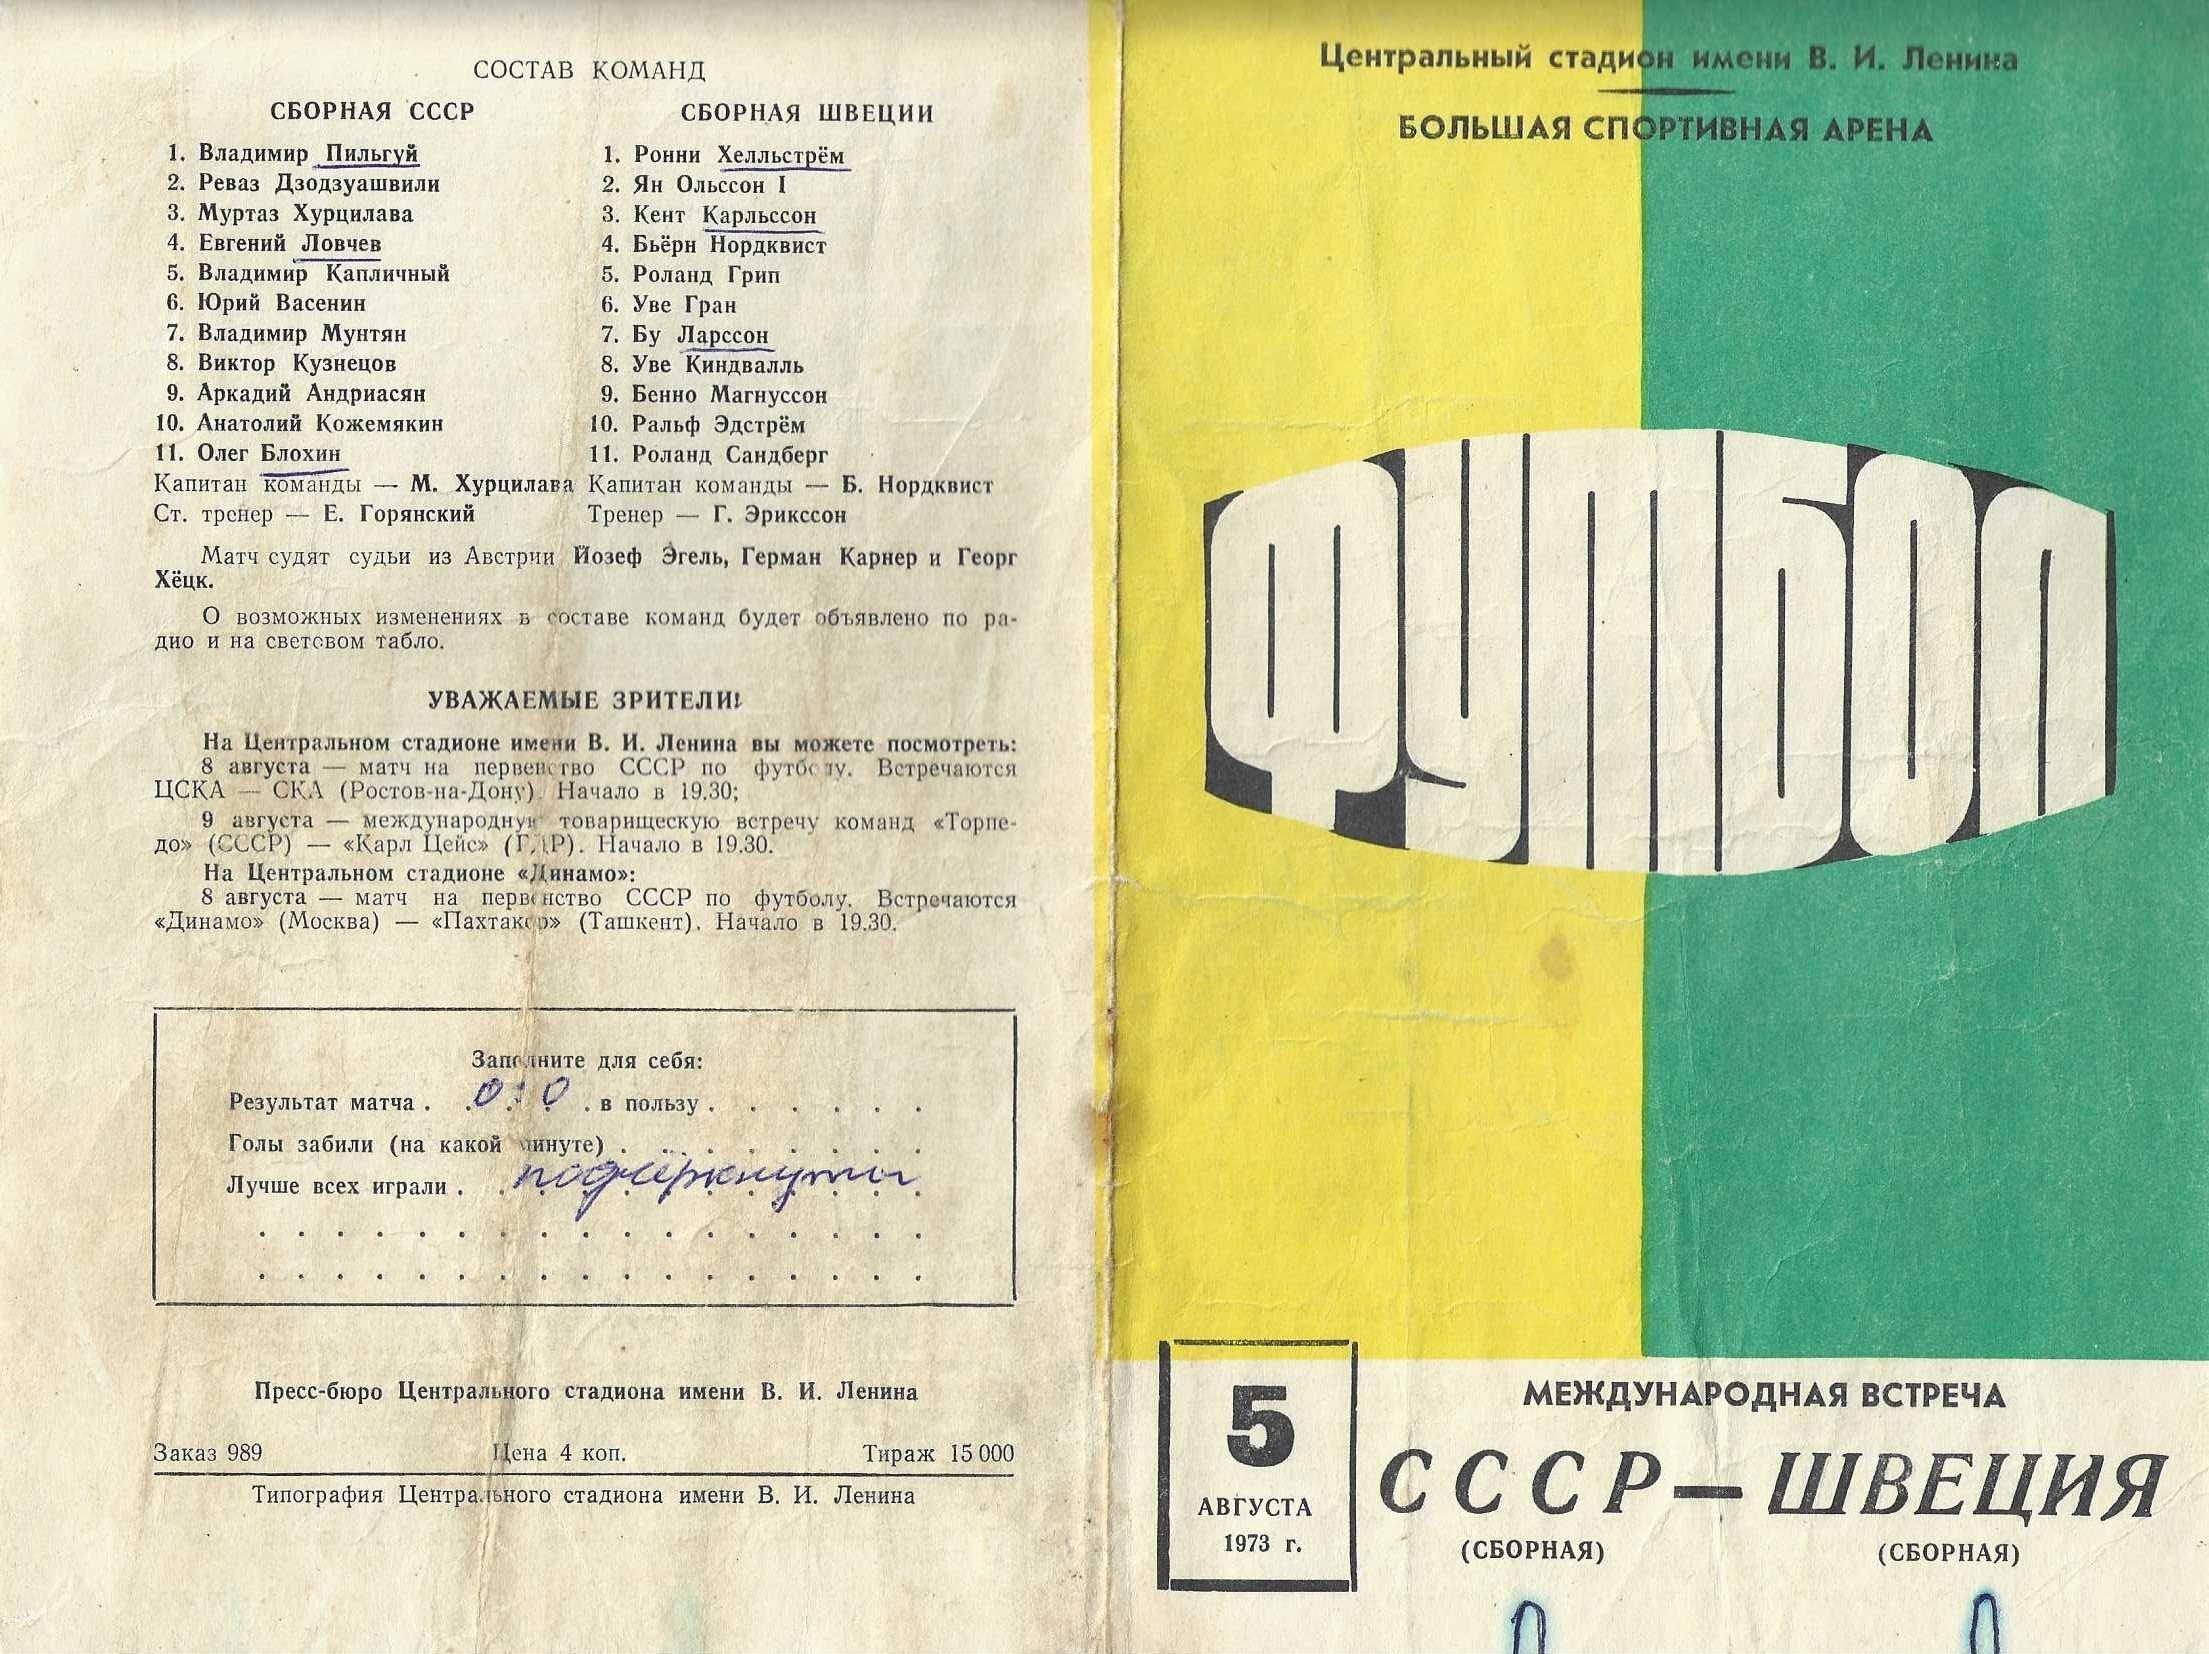 СОСТАВ КОМАНД
СБОРНАЯ СССР
1. Владимир Пильгуй
2. Реваз Дзодзуашвили
3. Муртаз Хурцилава
4. Евгений Ловчев
5. Владимир Капличный
6. Юрий Васенин
7. Владимир Мунтян
8. Виктор Кузнецов
9. Аркадий Андриасян
10. Анатолий Кожемякин
11. Олег Блохин
Капитан команды — М. Хурцилава
Ст. тренер — Е. Горянский
СБОРНАЯ ШВЕЦИИ
1. Ронни Хелльстрём
2. Ян Ольссон I
3. Кент Карльссон
4. Бьёрн Нордквист
5. Роланд Грип
6. Уве Гран
7. Бу Ларссон
8. Уве Киндвалль
9. Бенно Магнуссон
10. Ральф Эдстрём
11. Роланд Сандберг
Капитан команды — Б. Нордквист
Тренер — Г. Эрикссон
Матч судят судьи из Австрии Йозеф Эгель, Герман Карнер и Георг
Хёцк.
О возможных изменениях в составе команд будет объявлено по ра-
дио и на световом табло.
УВАЖАЕМЫЕ ЗРИТЕЛИ!
На Центральном стадионе имени В. И. Ленина вы можете посмотреть:
8 августа — матч на первенство СССР по футболу. Встречаются
ЦСКА — СКА (Ростов-на-Дону). Начало в 19.30;
9 августа — международную товарищескую встречу команд «Торпе-
до» (СССР) — «Карл Цейс» (ГДР). Начало в 19.30.
На Центральном стадионе «Динамо»:
8 августа — матч на первенство СССР по футболу. Встречаются
«Динамо» (Москва) — «Пахтакор» (Ташкент). Начало в 19.30.
Заполните для себя:
Результат матча . . 0 : 0 . в пользу . . . . . .
Голы забили (на какой минуте) . . . . . . . .
Лучше всех играли . . подчёркнуты
. . . . . . . . . . . . . . . . .
. . . . . . . . . . . . . . . . .
Пресс-бюро Центрального стадиона имени В. И. Ленина
Заказ 989 Цена 4 коп. Тираж 15 000
Типография Центрального стадиона имени В. И. Ленина
Центральный стадион имени В. И. Ленина
БОЛЬШАЯ СПОРТИВНАЯ АРЕНА
ФУТБОЛ
5
АВГУСТА
1973 г.
МЕЖДУНАРОДНАЯ ВСТРЕЧА
СССР — ШВЕЦИЯ
(СБОРНАЯ) (СБОРНАЯ)